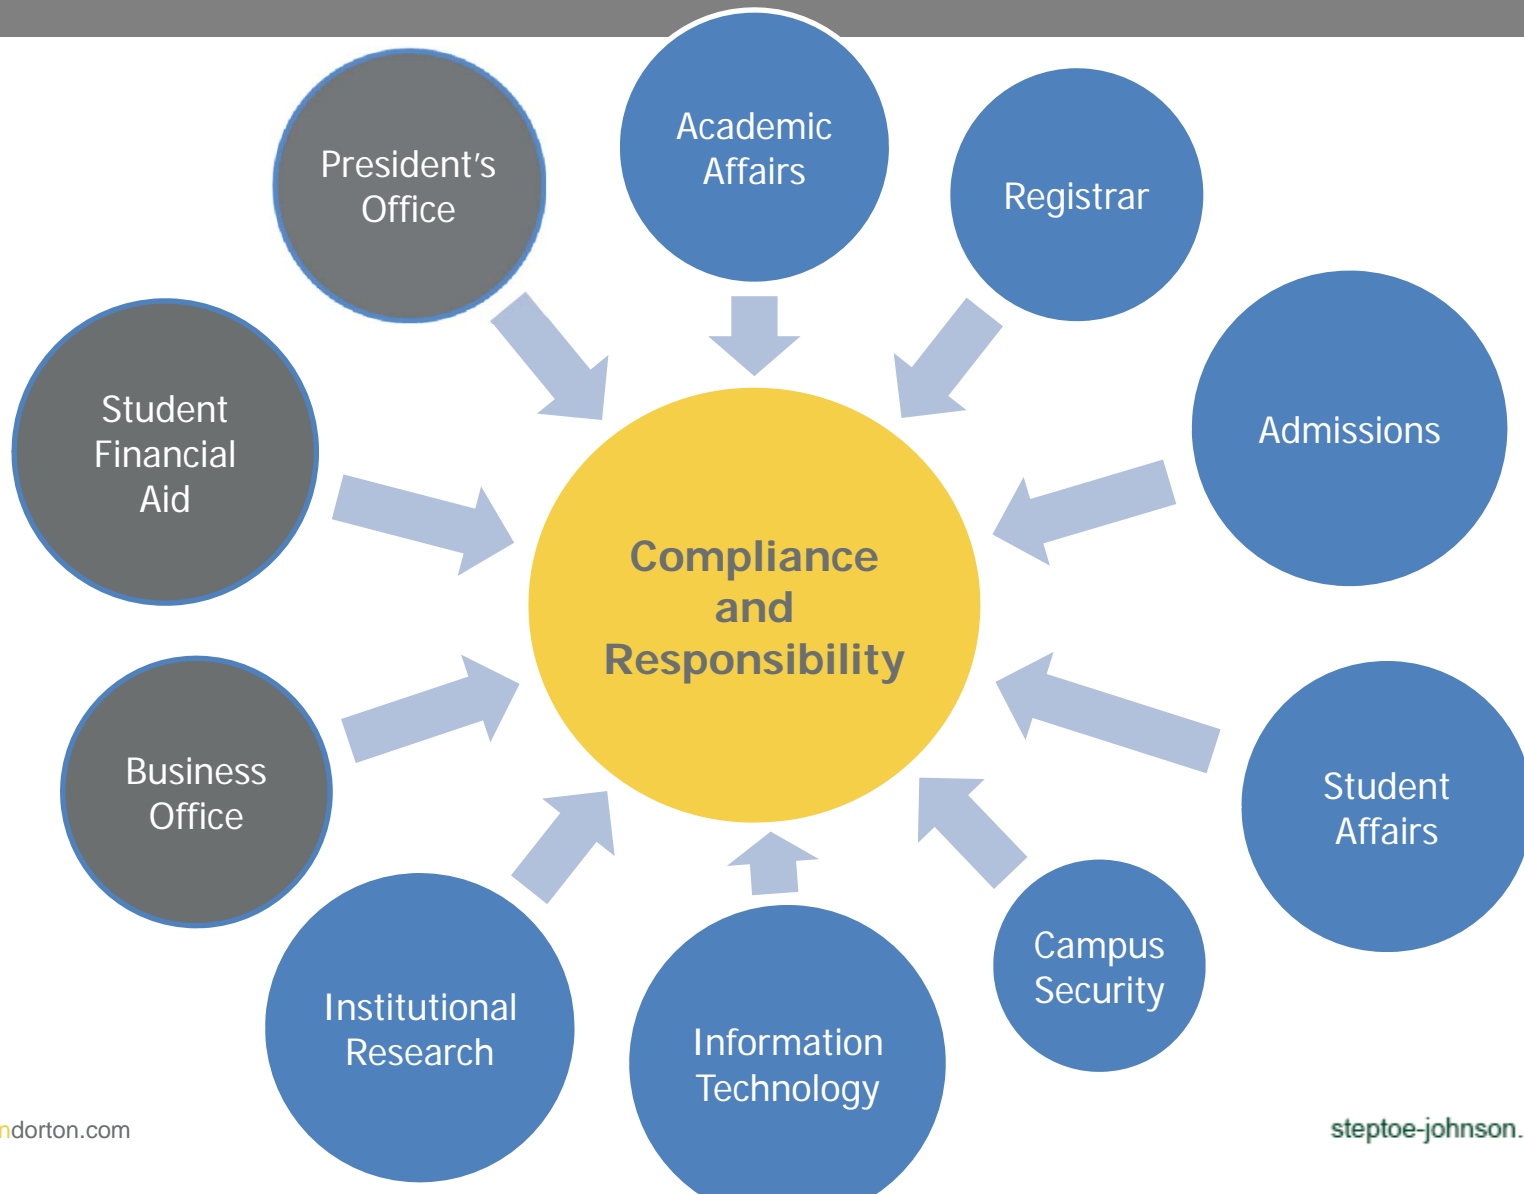 Academic
Affairs
President's
Office
Registrar
Student
Financial
Aid
Admissions
Compliance
and
Responsibility
Business
Office
Student
Affairs
Campus
Security
Institutional
Research
Information
Technology
ndorton.com
steptoe-johnson.